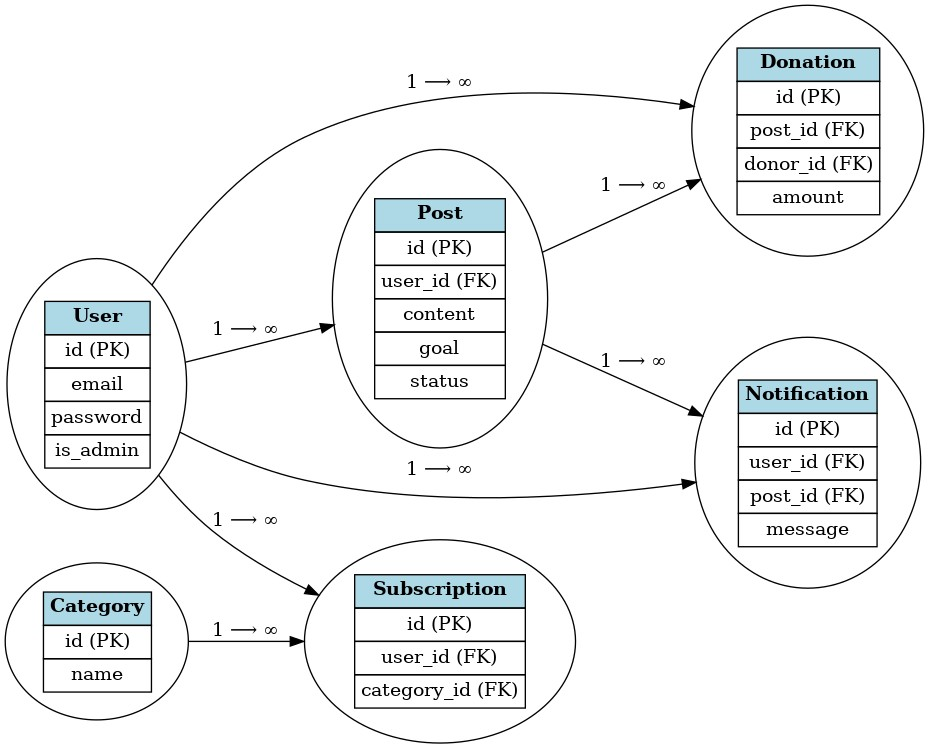 User
id (PK)
email
password
is_admin
Category
id (PK)
name
Post
id (PK)
user_id (FK)
content
goal
status
Subscription
id (PK)
user_id (FK)
category_id (FK)
Donation
id (PK)
post_id (FK)
donor_id (FK)
amount
Notification
id (PK)
user_id (FK)
post_id (FK)
message
1 ⟶ ∞
1 ⟶ ∞
1 ⟶ ∞
1 ⟶ ∞
1 ⟶ ∞
1 ⟶ ∞
1 ⟶ ∞